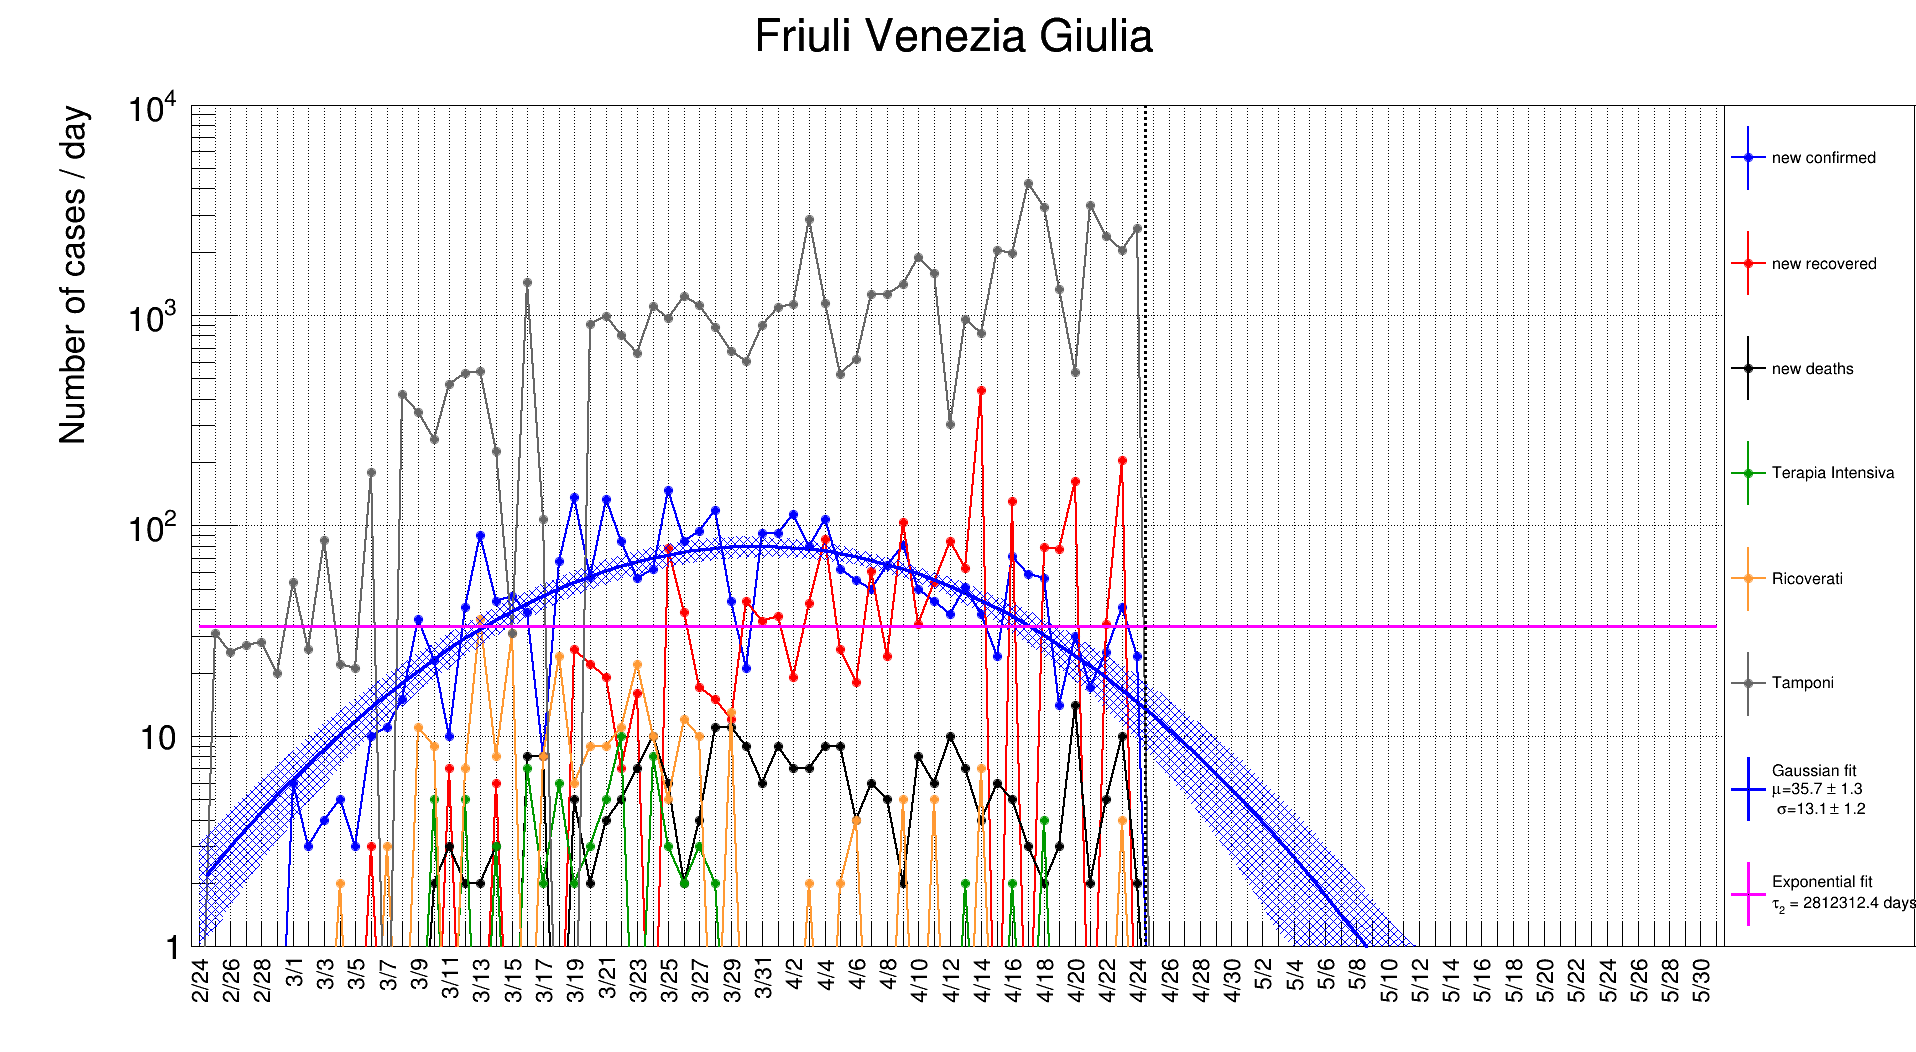 Friuli Venezia Giulia
Number of cases / day
10⁴
10³
10²
10
1
2/24 2/26 2/28 3/1 3/3 3/5 3/7 3/9 3/11 3/13 3/15 3/17 3/19 3/21 3/23 3/25 3/27 3/29 3/31 4/2 4/4 4/6 4/8 4/10 4/12 4/14 4/16 4/18 4/20 4/22 4/24 4/26 4/28 4/30 5/2 5/4 5/6 5/8 5/10 5/12 5/14 5/16 5/18 5/20 5/22 5/24 5/26 5/28 5/30
new confirmed
new recovered
new deaths
Terapia Intensiva
Ricoverati
Tamponi
Gaussian fit
μ=35.7 ± 1.3
σ=13.1 ± 1.2
Exponential fit
τ₂ = 2812312.4 days